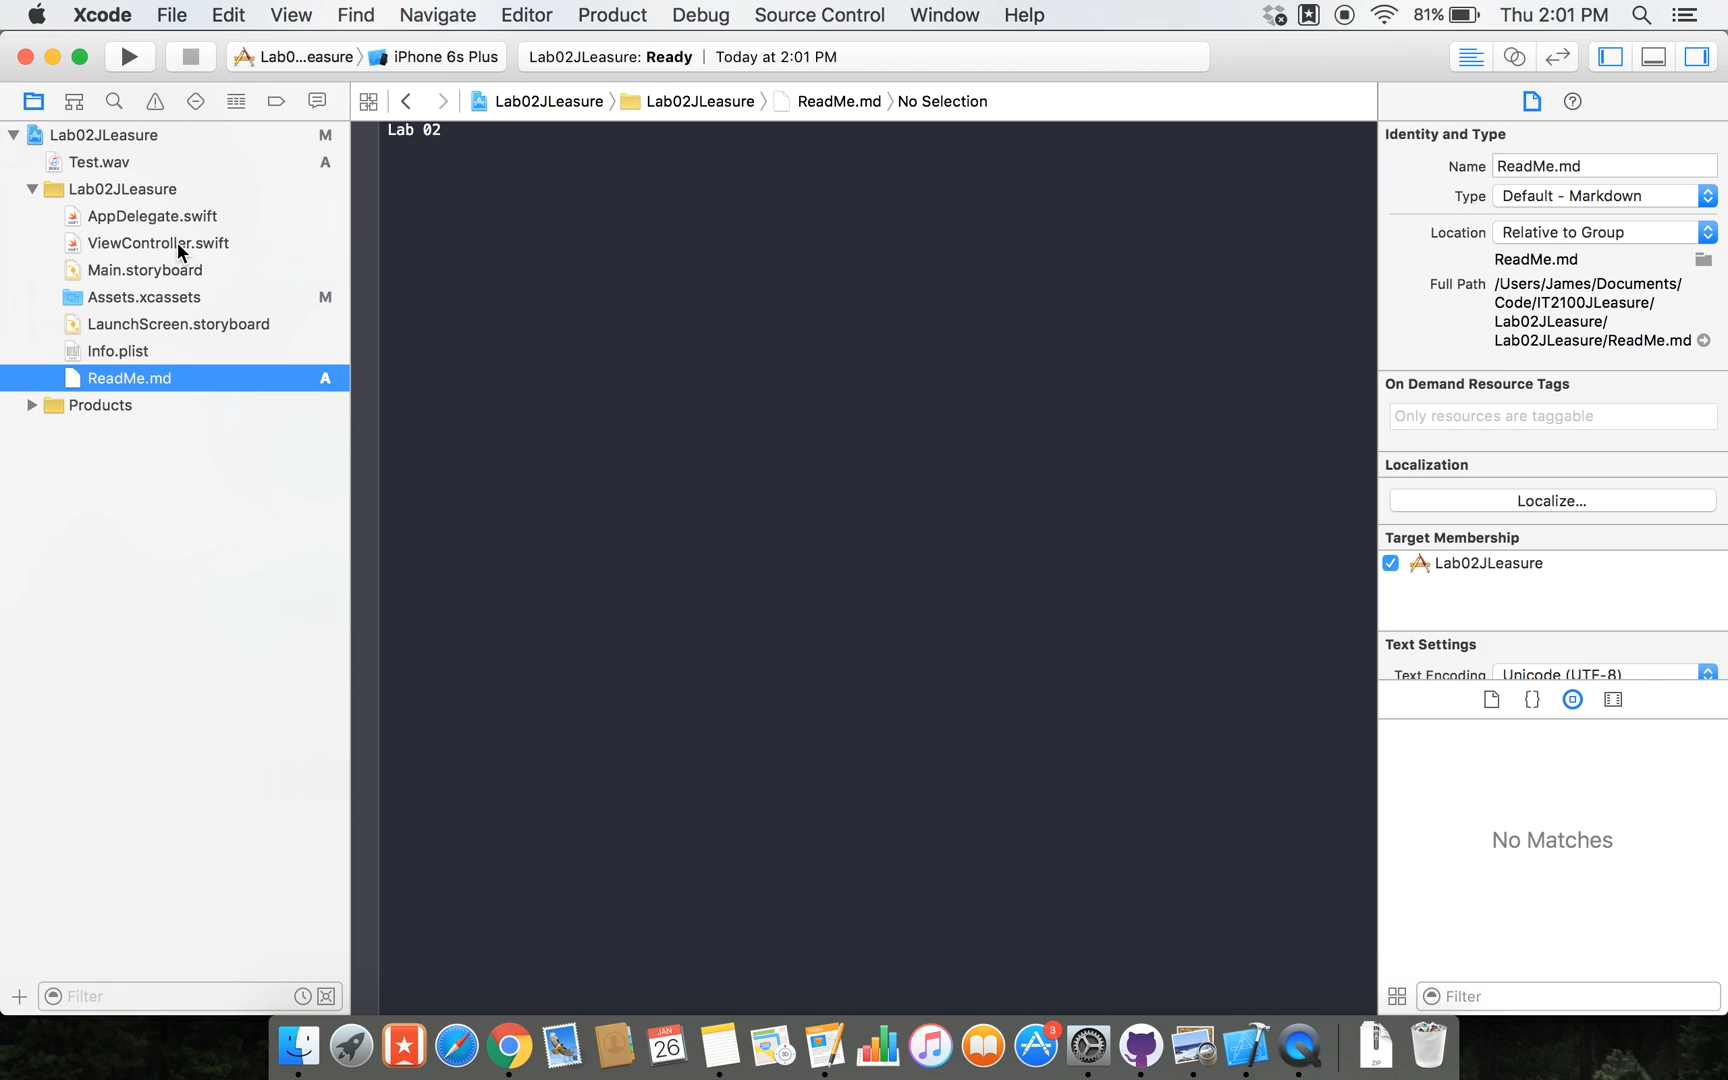 Xcode File Edit View Find Navigate Editor Product Debug Source Control Window Help 81% Thu 2:01 PM
Lab0...easure iPhone 6s Plus Lab02JLeasure: Ready | Today at 2:01 PM
Lab02JLeasure Lab02JLeasure ReadMe.md No Selection
Lab02JLeasure M
Test.wav A
Lab02JLeasure
AppDelegate.swift
ViewController.swift
Main.storyboard
Assets.xcassets M
LaunchScreen.storyboard
Info.plist
ReadMe.md A
Products
Filter
Lab 02
Identity and Type
Name ReadMe.md
Type Default - Markdown
Location Relative to Group
ReadMe.md
Full Path /Users/James/Documents/
Code/IT2100JLeasure/
Lab02JLeasure/
Lab02JLeasure/ReadMe.md
On Demand Resource Tags
Only resources are taggable
Localization
Localize...
Target Membership
Lab02JLeasure
Text Settings
Text Encoding Unicode (UTF-8)
{}
No Matches
Filter
JAN
26
3
ZIP